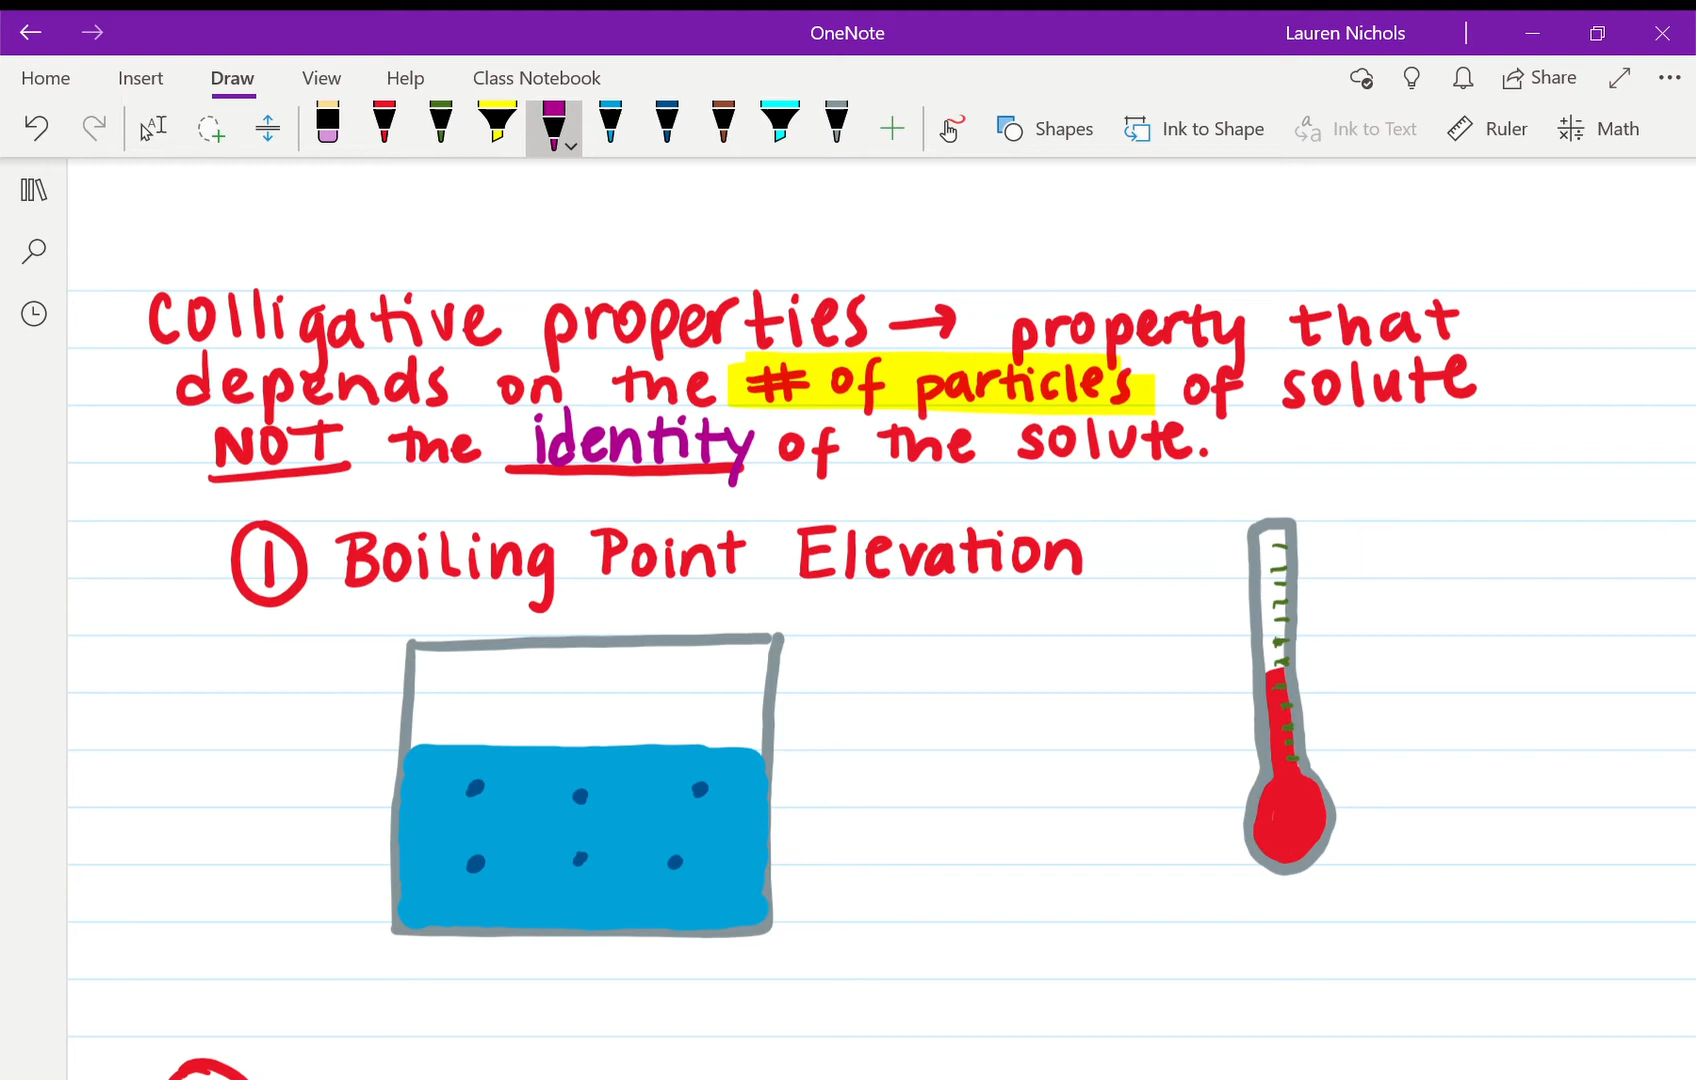 OneNote
Lauren Nichols
Home Insert Draw View Help Class Notebook Share
Shapes Ink to Shape Ink to Text Ruler Math
Colligative properties → property that
depends on the # of particles of solute
NOT the identity of the solute.
① Boiling Point Elevation